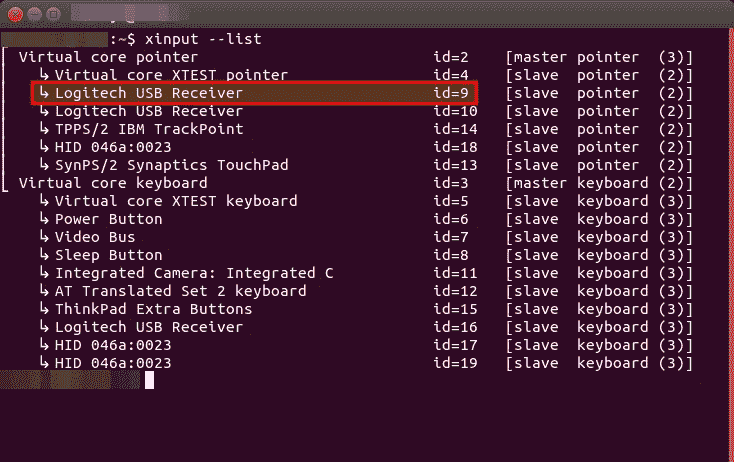 :~$ xinput --list
Virtual core pointer id=2 [master pointer (3)]
↳ Virtual core XTEST pointer id=4 [slave pointer (2)]
↳ Logitech USB Receiver id=9 [slave pointer (2)]
↳ Logitech USB Receiver id=10 [slave pointer (2)]
↳ TPPS/2 IBM TrackPoint id=14 [slave pointer (2)]
↳ HID 046a:0023 id=18 [slave pointer (2)]
↳ SynPS/2 Synaptics TouchPad id=13 [slave pointer (2)]
Virtual core keyboard id=3 [master keyboard (2)]
↳ Virtual core XTEST keyboard id=5 [slave keyboard (3)]
↳ Power Button id=6 [slave keyboard (3)]
↳ Video Bus id=7 [slave keyboard (3)]
↳ Sleep Button id=8 [slave keyboard (3)]
↳ Integrated Camera: Integrated C id=11 [slave keyboard (3)]
↳ AT Translated Set 2 keyboard id=12 [slave keyboard (3)]
↳ ThinkPad Extra Buttons id=15 [slave keyboard (3)]
↳ Logitech USB Receiver id=16 [slave keyboard (3)]
↳ HID 046a:0023 id=17 [slave keyboard (3)]
↳ HID 046a:0023 id=19 [slave keyboard (3)]